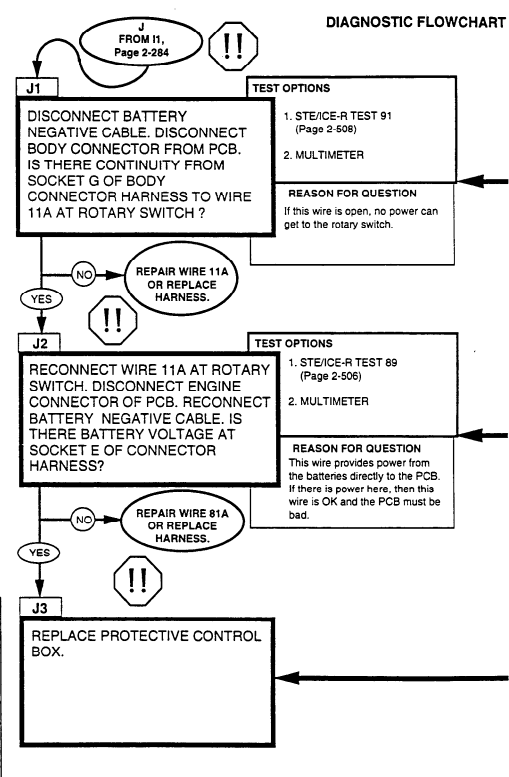 DIAGNOSTIC FLOWCHART
J
FROM I1,
Page 2-284
!!
J1
DISCONNECT BATTERY
NEGATIVE CABLE. DISCONNECT
BODY CONNECTOR FROM PCB.
IS THERE CONTINUITY FROM
SOCKET G OF BODY
CONNECTOR HARNESS TO WIRE
11A AT ROTARY SWITCH ?
TEST OPTIONS
1. STE/ICE-R TEST 91
(Page 2-508)
2. MULTIMETER
REASON FOR QUESTION
If this wire is open, no power can
get to the rotary switch.
NO
REPAIR WIRE 11A
OR REPLACE
HARNESS.
YES
!!
J2
RECONNECT WIRE 11A AT ROTARY
SWITCH. DISCONNECT ENGINE
CONNECTOR OF PCB. RECONNECT
BATTERY NEGATIVE CABLE. IS
THERE BATTERY VOLTAGE AT
SOCKET E OF CONNECTOR
HARNESS?
TEST OPTIONS
1. STE/ICE-R TEST 89
(Page 2-506)
2. MULTIMETER
REASON FOR QUESTION
This wire provides power from
the batteries directly to the PCB.
If there is power here, then this
wire is OK and the PCB must be
bad.
NO
REPAIR WIRE 81A
OR REPLACE
HARNESS.
YES
!!
J3
REPLACE PROTECTIVE CONTROL
BOX.